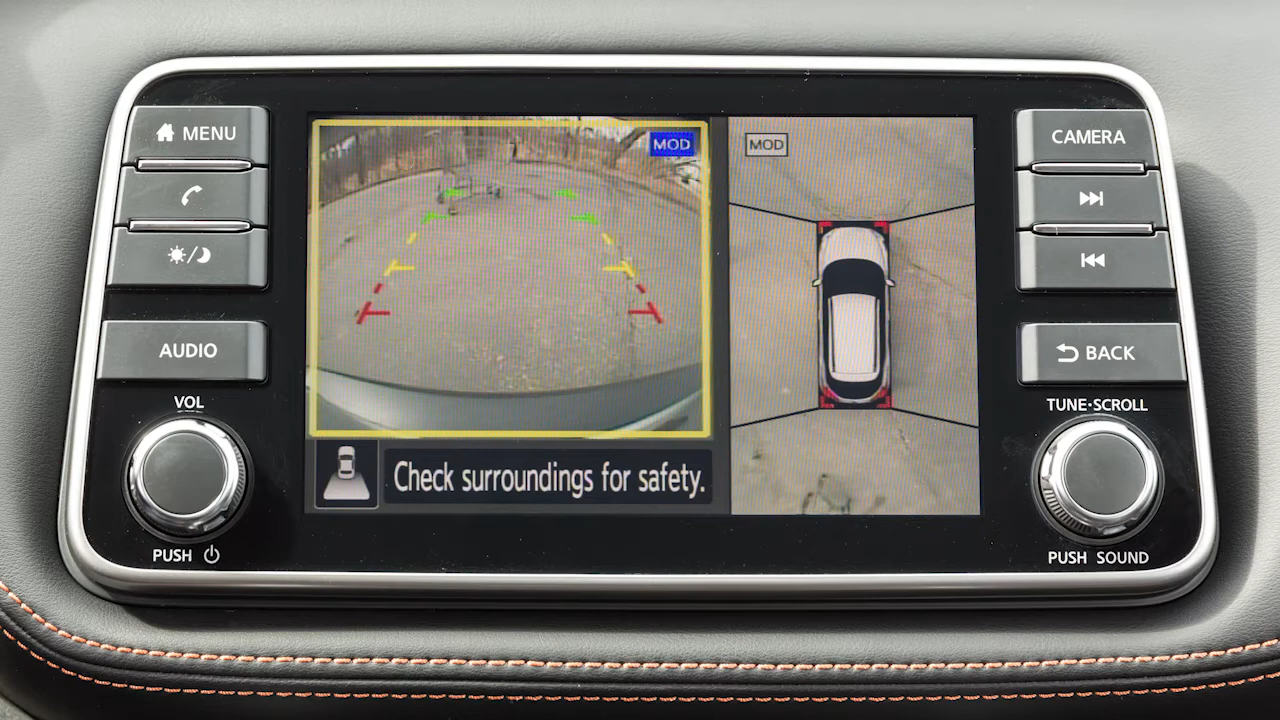 MENU
AUDIO
VOL
PUSH
MOD
Check surroundings for safety.
MOD
CAMERA
BACK
TUNE·SCROLL
PUSH SOUND